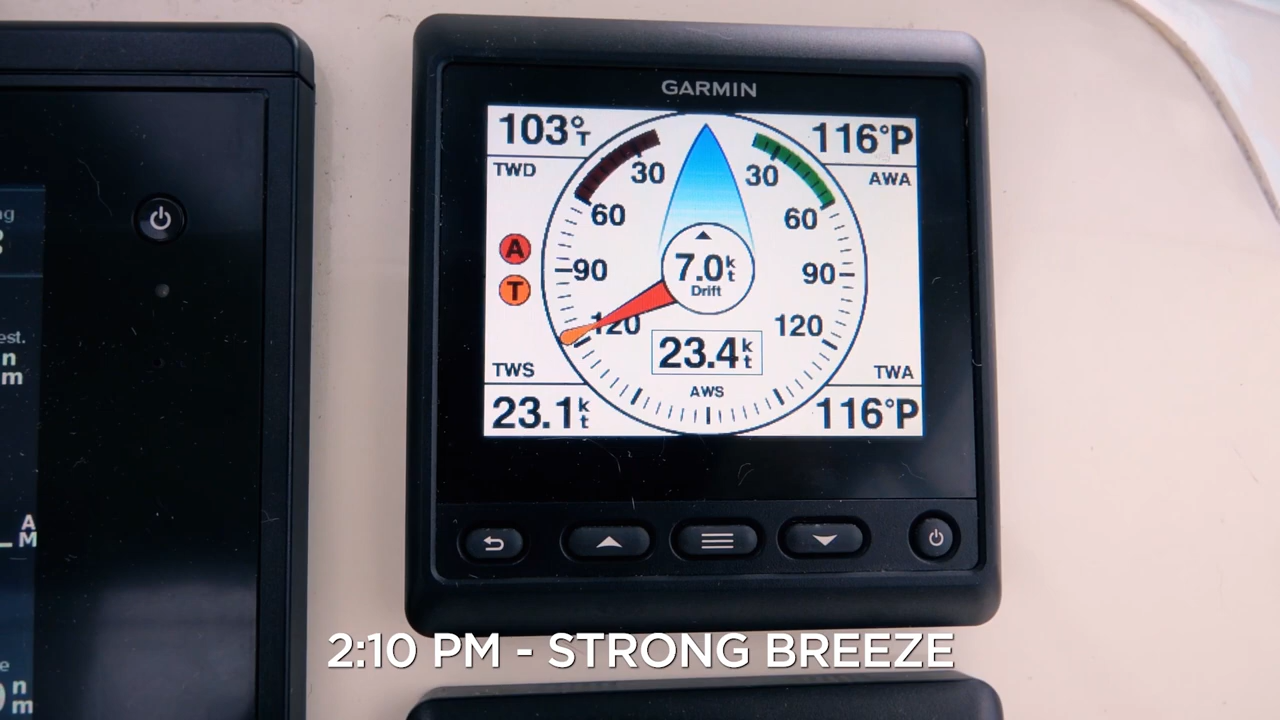 GARMIN
103°T
TWD
116°P
AWA
30
30
60
60
90
90
120
120
A
T
7.0kt
Drift
23.4kt
AWS
TWS
23.1kt
TWA
116°P
est.
n
m
A
M
n
m
2:10 PM - STRONG BREEZE